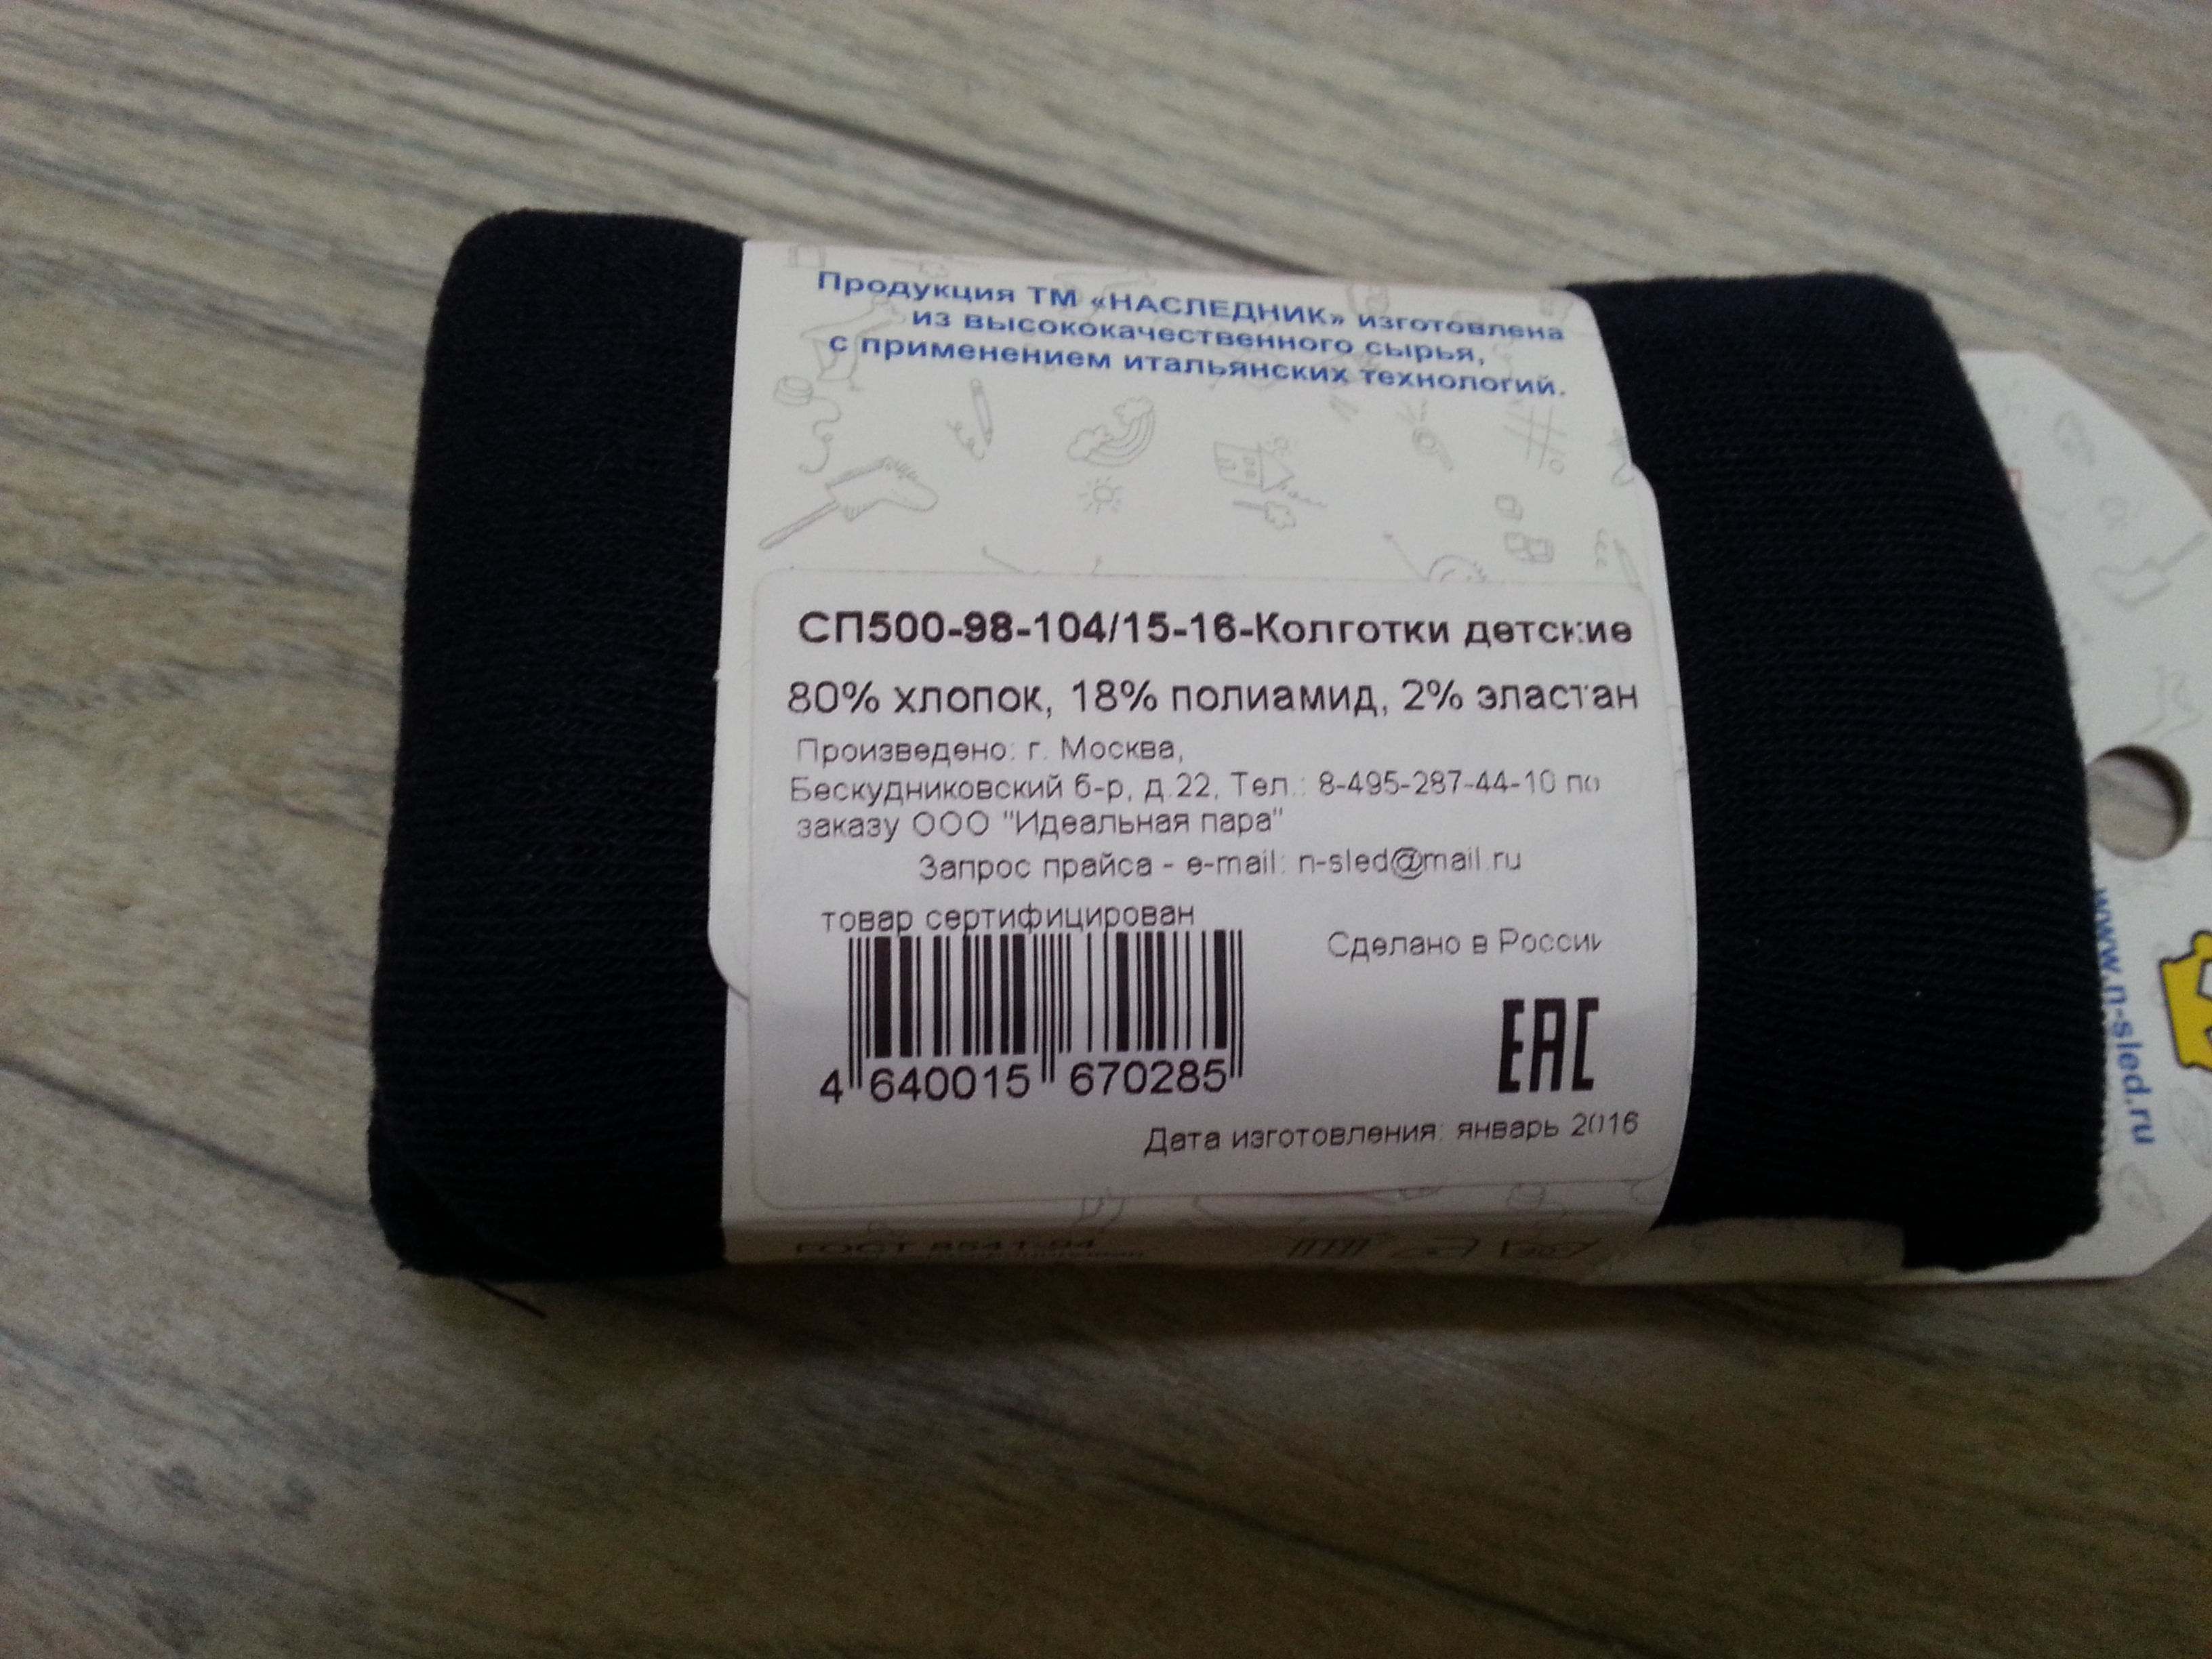 Продукция ТМ «НАСЛЕДНИК» изготовлена
из высококачественного сырья,
с применением итальянских технологий.
СП500-98-104/15-16-Колготки детские
80% хлопок, 18% полиамид, 2% эластан
Произведено: г. Москва,
Бескудниковский б-р, д.22, Тел.: 8-495-287-44-10 по
заказу ООО "Идеальная пара"
Запрос прайса - e-mail: n-sled@mail.ru
товар сертифицирован
Сделано в России
4 640015 670285
EAC
Дата изготовления: январь 2016
ГОСТ 8541-94
www.n-sled.ru